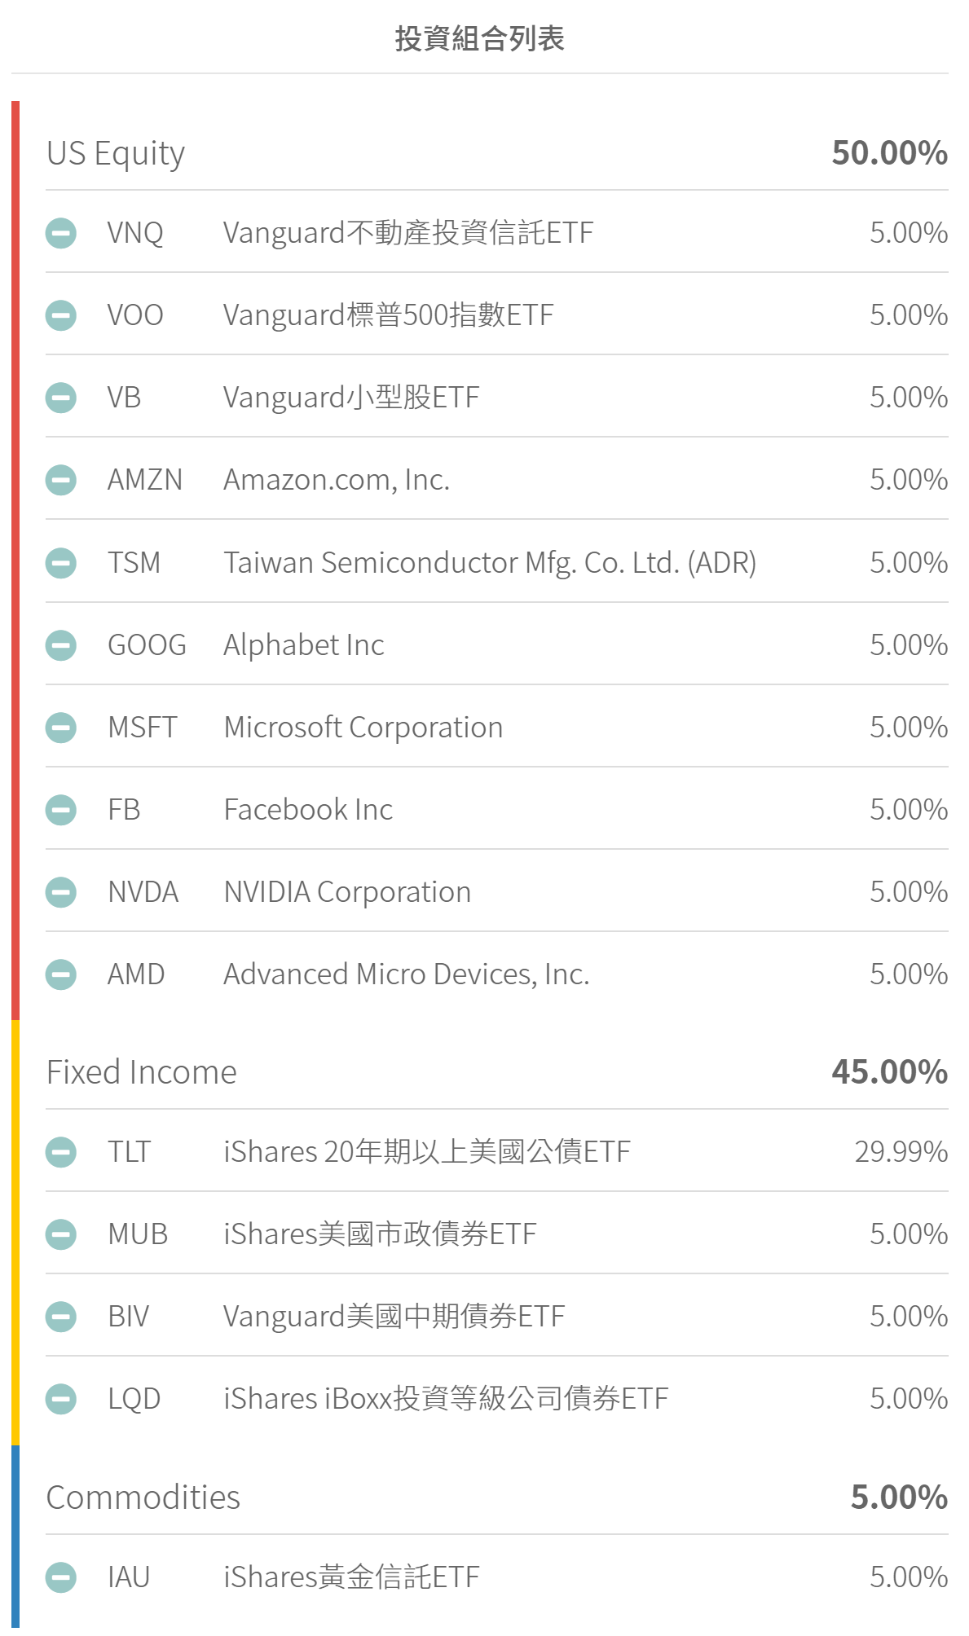 投資組合列表
US Equity 50.00%
VNQ Vanguard不動產投資信託ETF 5.00%
VOO Vanguard標普500指數ETF 5.00%
VB Vanguard小型股ETF 5.00%
AMZN Amazon.com, Inc. 5.00%
TSM Taiwan Semiconductor Mfg. Co. Ltd. (ADR) 5.00%
GOOG Alphabet Inc 5.00%
MSFT Microsoft Corporation 5.00%
FB Facebook Inc 5.00%
NVDA NVIDIA Corporation 5.00%
AMD Advanced Micro Devices, Inc. 5.00%
Fixed Income 45.00%
TLT iShares 20年期以上美國公債ETF 29.99%
MUB iShares美國市政債券ETF 5.00%
BIV Vanguard美國中期債券ETF 5.00%
LQD iShares iBoxx投資等級公司債券ETF 5.00%
Commodities 5.00%
IAU iShares黃金信託ETF 5.00%